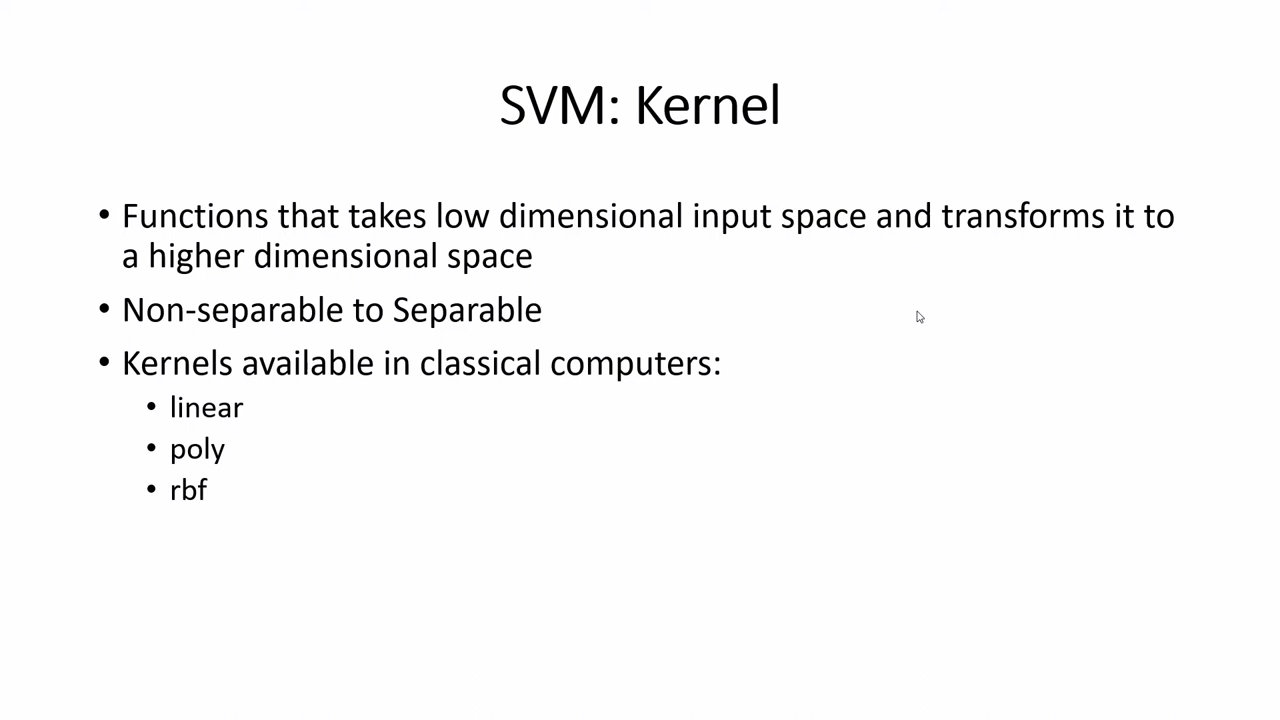 SVM: Kernel
• Functions that takes low dimensional input space and transforms it to
a higher dimensional space
• Non-separable to Separable
• Kernels available in classical computers:
• linear
• poly
• rbf